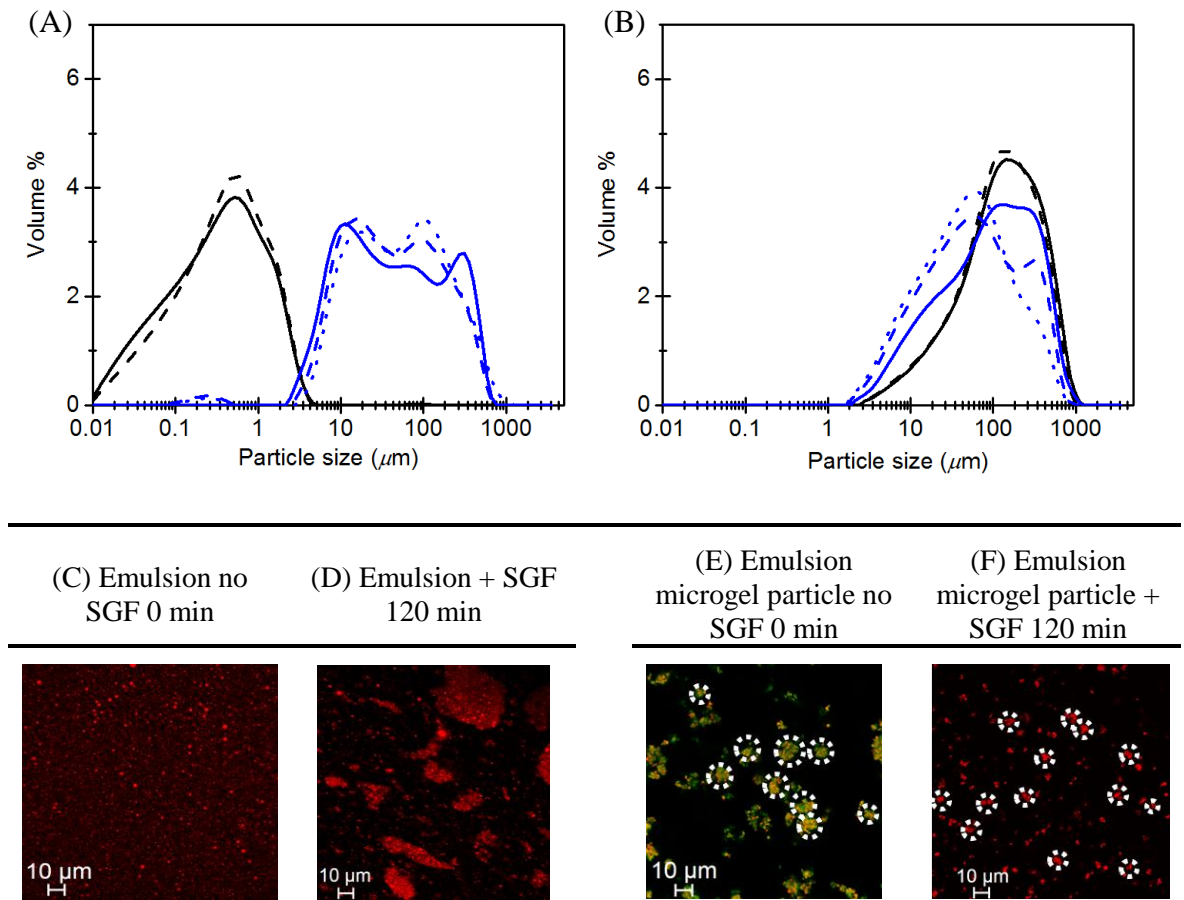 (A)
(B)
6
4
2
0
Volume %
0.01 0.1 1 10 100 1000
Particle size (µm)
6
4
2
0
Volume %
0.01 0.1 1 10 100 1000
Particle size (µm)
(C) Emulsion no
SGF 0 min
(D) Emulsion + SGF
120 min
(E) Emulsion
microgel particle no
SGF 0 min
(F) Emulsion
microgel particle +
SGF 120 min
10 µm
10 µm
10 µm
10 µm